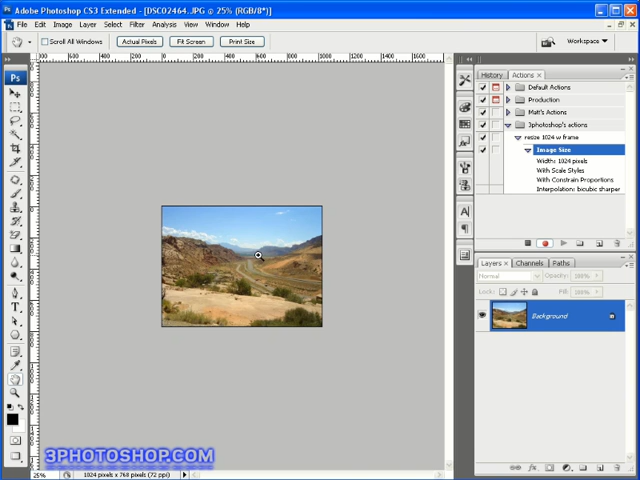 Adobe Photoshop CS3 Extended - [DSC02464.JPG @ 25% (RGB/8*)]
File Edit Image Layer Select Filter Analysis View Window Help
Scroll All Windows Actual Pixels Fit Screen Print Size Workspace
Ps
History Actions
Default Actions
Production
Matt's Actions
3photoshop's actions
resize 1024 w frame
Image Size
Width: 1024 pixels
With Scale Styles
With Constrain Proportions
Interpolation: bicubic sharper
Layers Channels Paths
Normal Opacity: 100%
Lock: Fill: 100%
Background
3PHOTOSHOP.COM
25% 1024 pixels x 768 pixels (72 ppi)